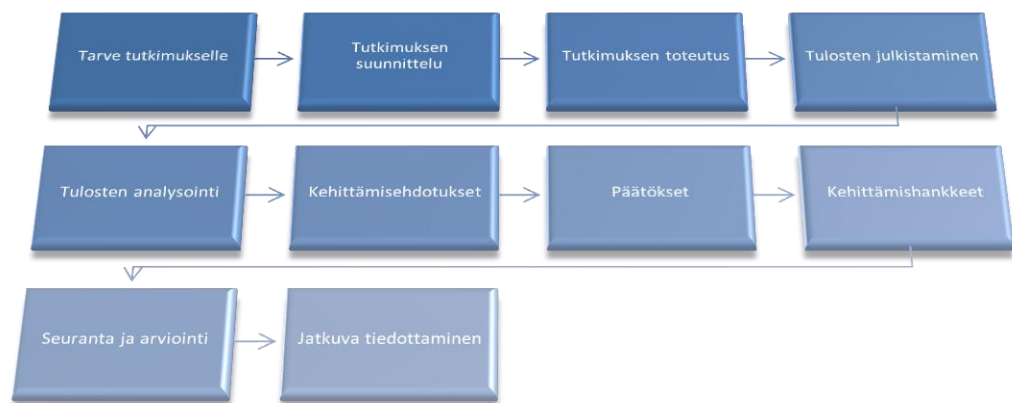 Tarve tutkimukselle
Tutkimuksen
suunnittelu
Tutkimuksen toteutus
Tulosten julkistaminen
Tulosten analysointi
Kehittämisehdotukset
Päätökset
Kehittämishankkeet
Seuranta ja arviointi
Jatkuva tiedottaminen